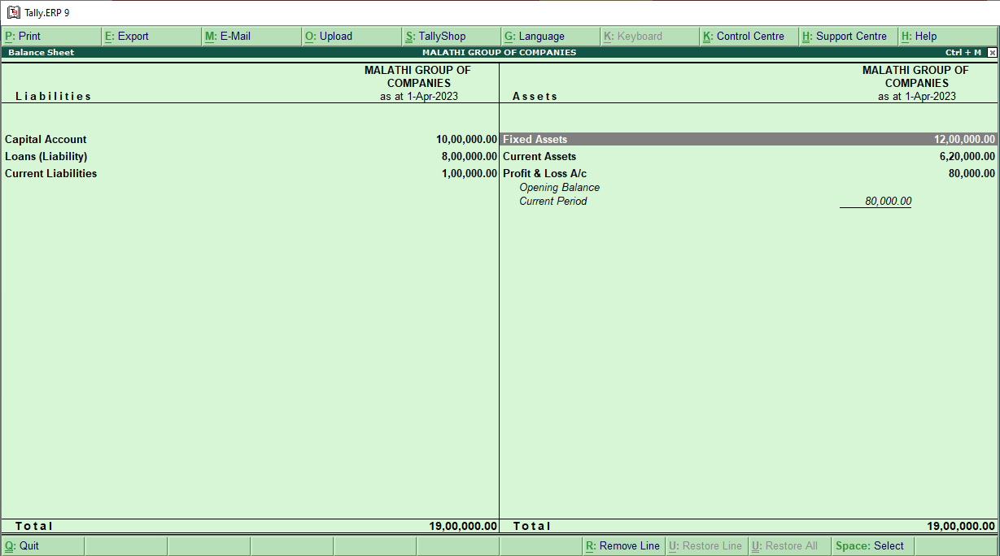 Tally.ERP 9
P: Print E: Export M: E-Mail O: Upload S: TallyShop G: Language K: Keyboard K: Control Centre H: Support Centre H: Help
Balance Sheet MALATHI GROUP OF COMPANIES Ctrl + M
MALATHI GROUP OF MALATHI GROUP OF
COMPANIES COMPANIES
Liabilities as at 1-Apr-2023 Assets as at 1-Apr-2023
Capital Account 10,00,000.00 Fixed Assets 12,00,000.00
Loans (Liability) 8,00,000.00 Current Assets 6,20,000.00
Current Liabilities 1,00,000.00 Profit & Loss A/c 80,000.00
Opening Balance
Current Period 80,000.00
Total 19,00,000.00 Total 19,00,000.00
Q: Quit R: Remove Line U: Restore Line U: Restore All Space: Select